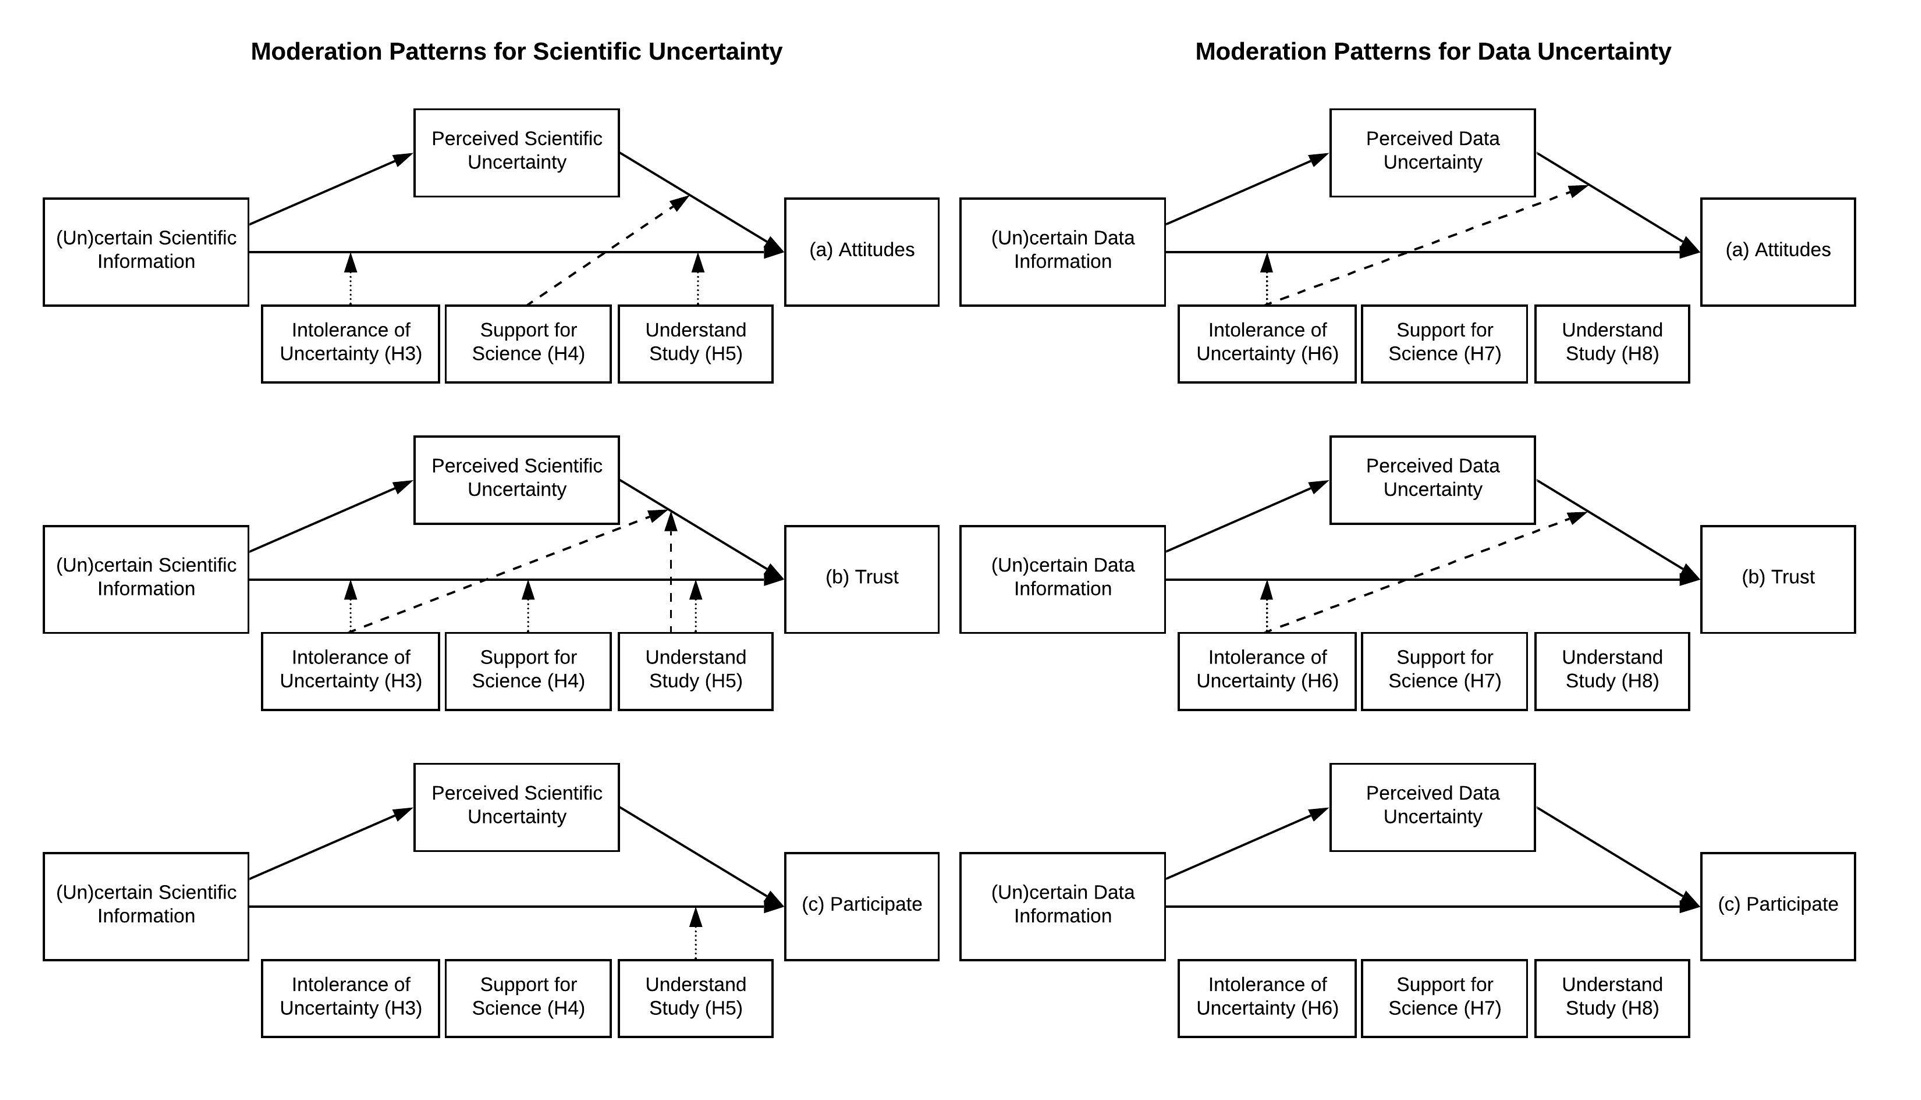 Moderation Patterns for Scientific Uncertainty
Perceived Scientific
Uncertainty
(Un)certain Scientific
Information
(a) Attitudes
Intolerance of
Uncertainty (H3)
Support for
Science (H4)
Understand
Study (H5)
Perceived Scientific
Uncertainty
(Un)certain Scientific
Information
(b) Trust
Intolerance of
Uncertainty (H3)
Support for
Science (H4)
Understand
Study (H5)
Perceived Scientific
Uncertainty
(Un)certain Scientific
Information
(c) Participate
Intolerance of
Uncertainty (H3)
Support for
Science (H4)
Understand
Study (H5)
Moderation Patterns for Data Uncertainty
Perceived Data
Uncertainty
(Un)certain Data
Information
(a) Attitudes
Intolerance of
Uncertainty (H6)
Support for
Science (H7)
Understand
Study (H8)
Perceived Data
Uncertainty
(Un)certain Data
Information
(b) Trust
Intolerance of
Uncertainty (H6)
Support for
Science (H7)
Understand
Study (H8)
Perceived Data
Uncertainty
(Un)certain Data
Information
(c) Participate
Intolerance of
Uncertainty (H6)
Support for
Science (H7)
Understand
Study (H8)